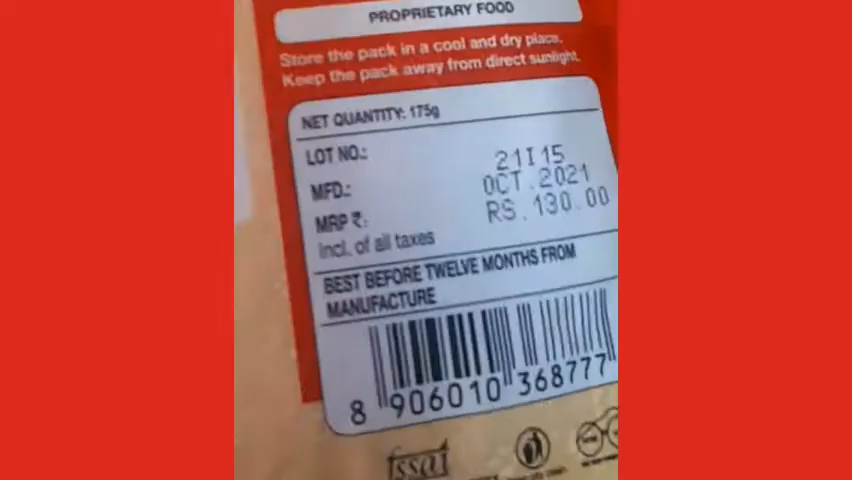 PROPRIETARY FOOD
Store the pack in a cool and dry place.
Keep the pack away from direct sunlight.
NET QUANTITY: 175g
LOT NO.: 21I15
MFD.: OCT.2021
MRP ₹: RS.130.00
Incl. of all taxes
BEST BEFORE TWELVE MONTHS FROM
MANUFACTURE
8 906010 368777
fssai